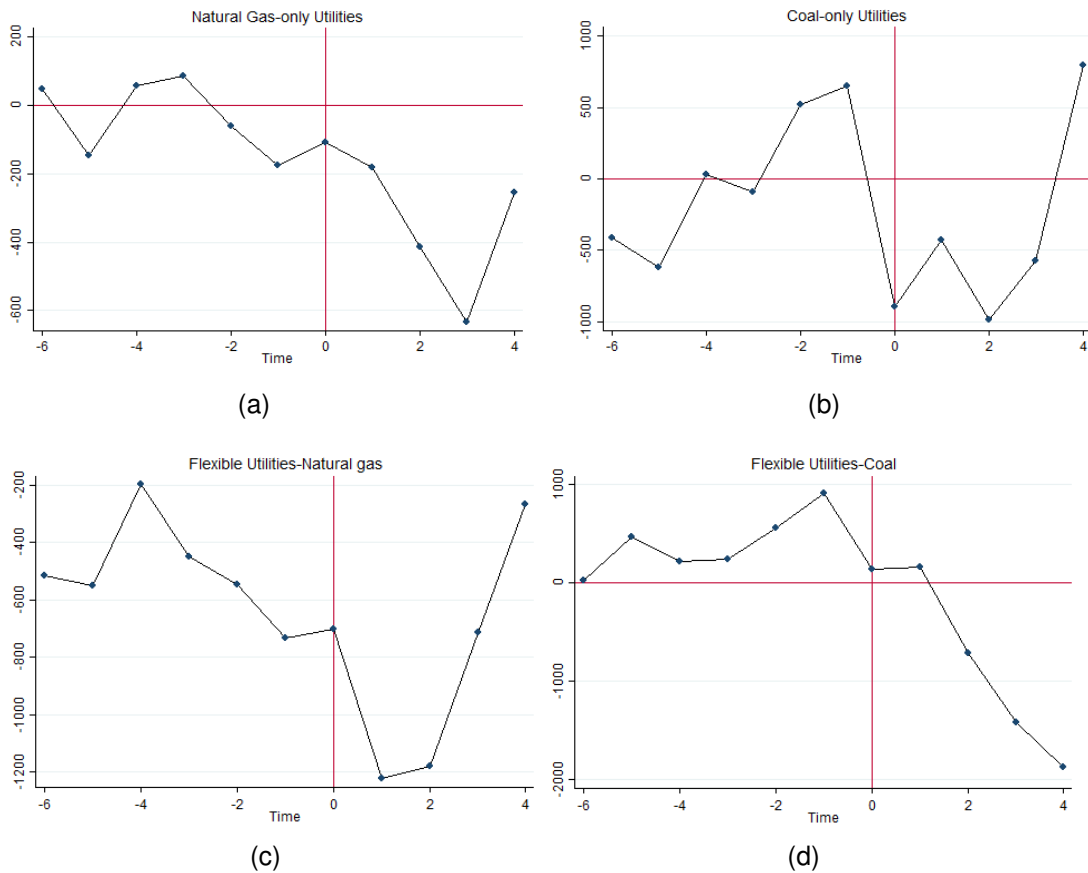 Natural Gas-only Utilities
200
0
-200
-400
-600
-6 -4 -2 0 2 4
Time
(a)
Coal-only Utilities
1000
500
0
-500
-1000
-6 -4 -2 0 2 4
Time
(b)
Flexible Utilities-Natural gas
-200
-400
-600
-800
-1000
-1200
-6 -4 -2 0 2 4
Time
(c)
Flexible Utilities-Coal
1000
0
-1000
-2000
-6 -4 -2 0 2 4
Time
(d)